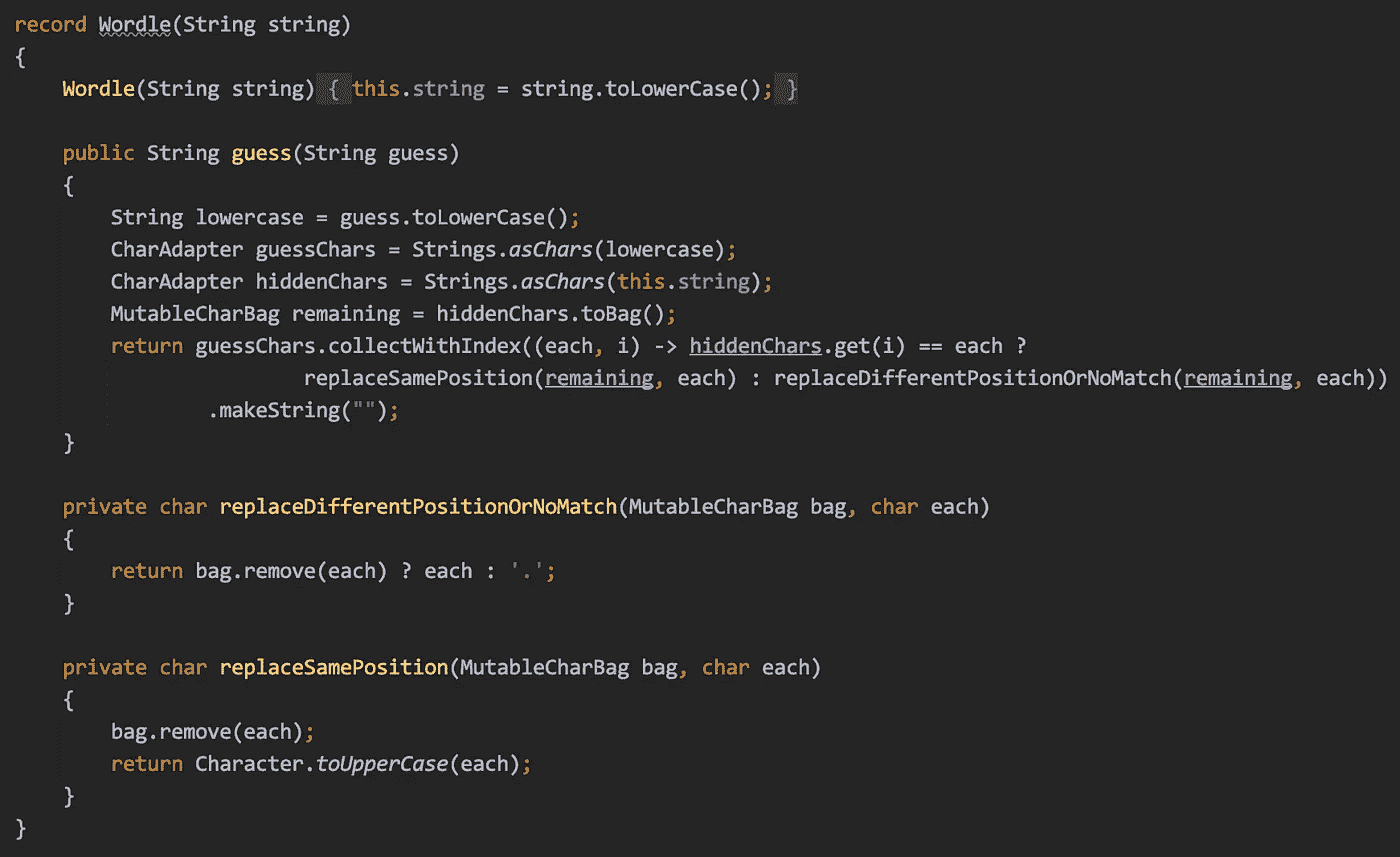 record Wordle(String string)
{
    Wordle(String string) { this.string = string.toLowerCase(); }

    public String guess(String guess)
    {
        String lowercase = guess.toLowerCase();
        CharAdapter guessChars = Strings.asChars(lowercase);
        CharAdapter hiddenChars = Strings.asChars(this.string);
        MutableCharBag remaining = hiddenChars.toBag();
        return guessChars.collectWithIndex((each, i) -> hiddenChars.get(i) == each ?
                        replaceSamePosition(remaining, each) : replaceDifferentPositionOrNoMatch(remaining, each))
                .makeString("");
    }

    private char replaceDifferentPositionOrNoMatch(MutableCharBag bag, char each)
    {
        return bag.remove(each) ? each : '.';
    }

    private char replaceSamePosition(MutableCharBag bag, char each)
    {
        bag.remove(each);
        return Character.toUpperCase(each);
    }
}